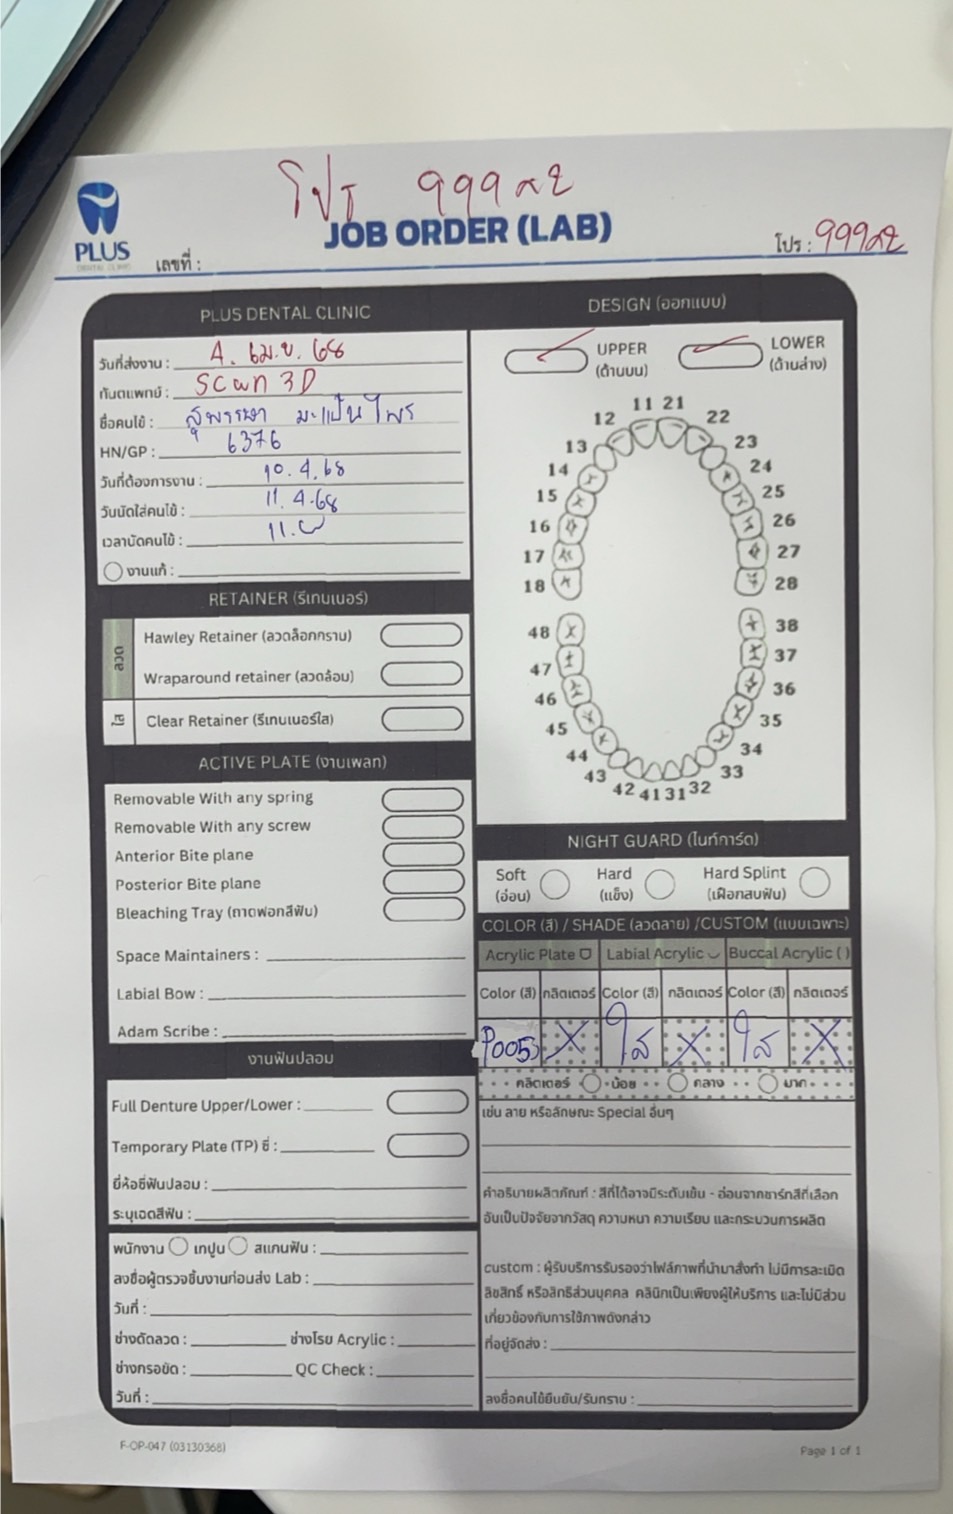 โปร 999x2
PLUS
DENTAL CLINIC
JOB ORDER (LAB)
เลขที่ :
โปร : 999x2
PLUS DENTAL CLINIC
วันที่ส่งงาน : 4. เม.ย. 68
ทันตแพทย์ : Scan 3D
ชื่อคนไข้ : สุพรรษา มะแป้นไพร
HN/GP : 6376
วันที่ต้องการงาน : 10.4.68
วันนัดใส่คนไข้ : 11.4.68
เวลานัดคนไข้ : 11.
งานแก้ :
RETAINER (รีเทนเนอร์)
ลวด
Hawley Retainer (ลวดล็อกกราม)
Wraparound retainer (ลวดล้อม)
ใส
Clear Retainer (รีเทนเนอร์ใส)
ACTIVE PLATE (งานเพลท)
Removable With any spring
Removable With any screw
Anterior Bite plane
Posterior Bite plane
Bleaching Tray (ถาดฟอกสีฟัน)
Space Maintainers :
Labial Bow :
Adam Scribe :
งานฟันปลอม
Full Denture Upper/Lower :
Temporary Plate (TP) ซี่ :
ยี่ห้อซี่ฟันปลอม :
ระบุเฉดสีฟัน :
พนักงาน เทปูน สแกนฟัน :
ลงชื่อผู้ตรวจชิ้นงานก่อนส่ง Lab :
วันที่ :
ช่างดัดลวด : ช่างโรย Acrylic :
ช่างกรอขัด : QC Check :
วันที่ :
DESIGN (ออกแบบ)
UPPER
(ด้านบน)
LOWER
(ด้านล่าง)
11 21
12 22
13 23
14 24
15 25
16 26
17 27
18 28
48 38
47 37
46 36
45 35
44 34
43 33
42 41 31 32
NIGHT GUARD (ไนท์การ์ด)
Soft
(อ่อน)
Hard
(แข็ง)
Hard Splint
(เฝือกสบฟัน)
COLOR (สี) / SHADE (ลวดลาย) /CUSTOM (แบบเฉพาะ)
Acrylic Plate Labial Acrylic Buccal Acrylic ( )
Color (สี) กลิตเตอร์ Color (สี) กลิตเตอร์ Color (สี) กลิตเตอร์
P005 X ใส X ใส X
กลิตเตอร์ น้อย กลาง มาก
เช่น ลาย หรือลักษณะ Special อื่นๆ
คำอธิบายผลิตภัณฑ์ : สีที่ได้อาจมีระดับเข้ม - อ่อนจากชาร์ทสีที่เลือก
อันเป็นปัจจัยจากวัสดุ ความหนา ความเรียบ และกระบวนการผลิต
custom : ผู้รับบริการรับรองว่าไฟล์ภาพที่นำมาสั่งทำ ไม่มีการละเมิด
ลิขสิทธิ์ หรือสิทธิส่วนบุคคล คลินิกเป็นเพียงผู้ให้บริการ และไม่มีส่วน
เกี่ยวข้องกับการใช้ภาพดังกล่าว
ที่อยู่จัดส่ง :
ลงชื่อคนไข้ยืนยัน/รับทราบ :
F-OP-047 (03130368)
Page 1 of 1